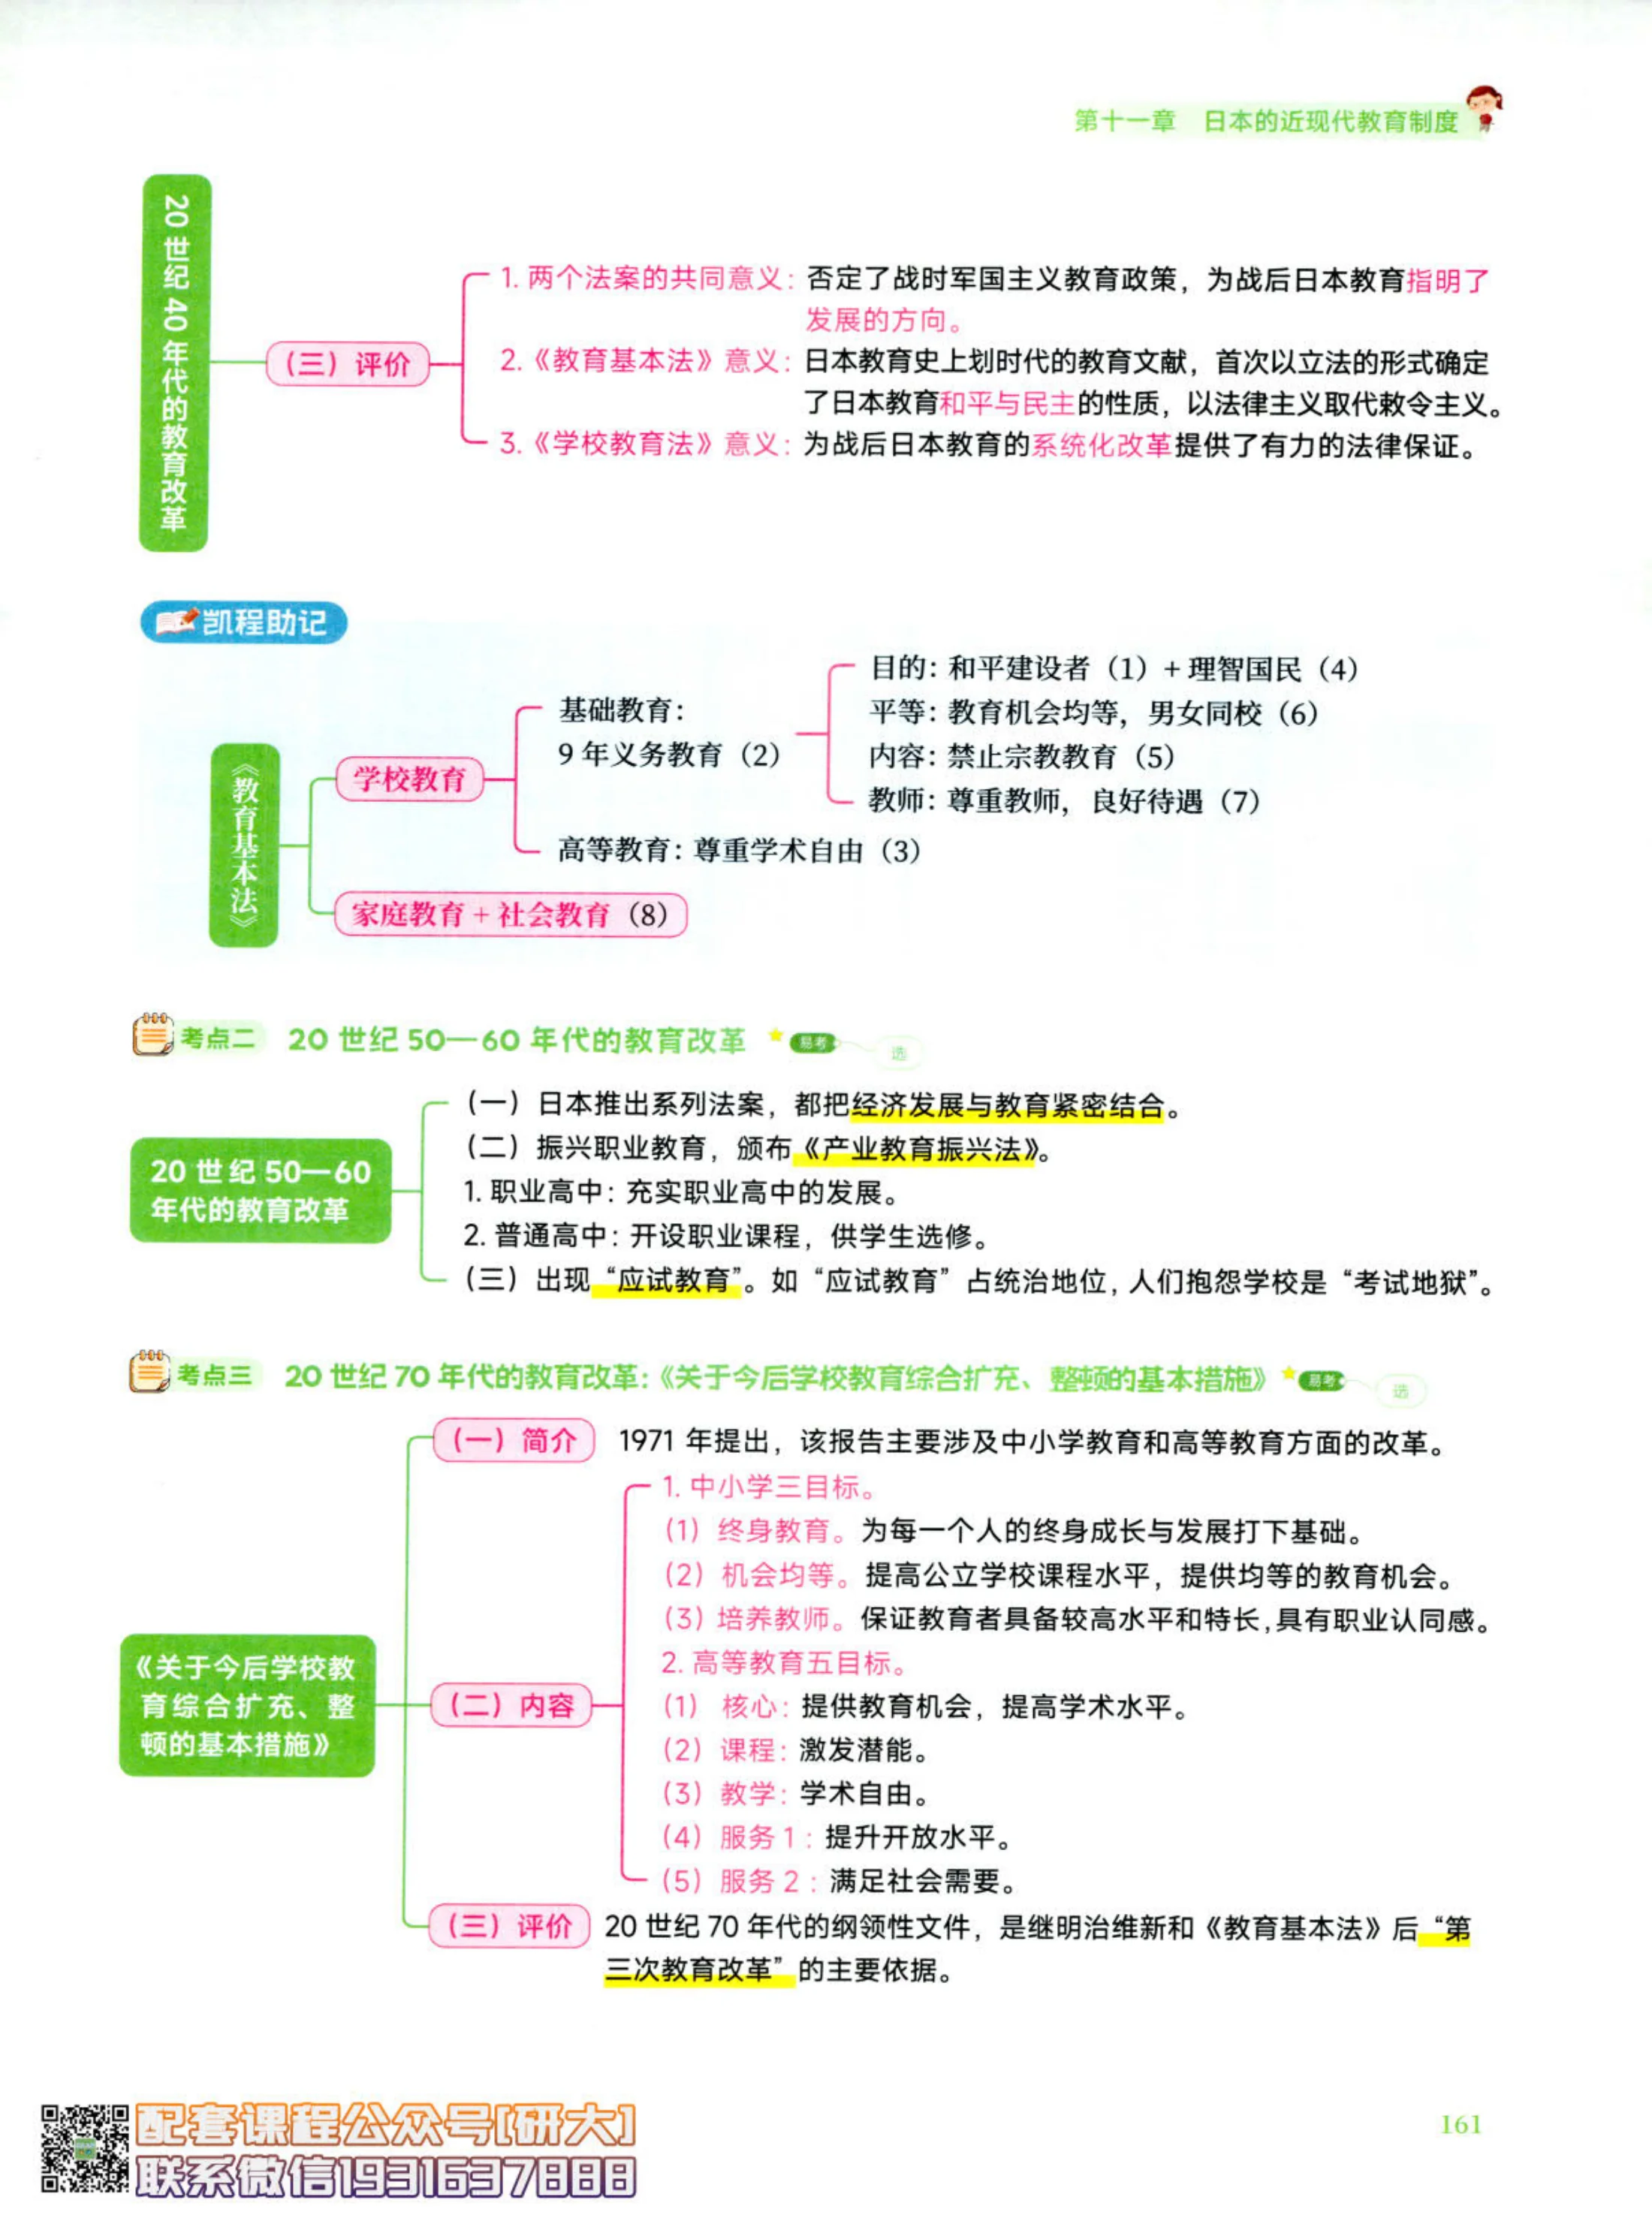 第十一章 日本的近现代教育制度
20世纪40年代的教育改革
（三）评价
1. 两个法案的共同意义：否定了战时军国主义教育政策，为战后日本教育指明了
发展的方向。
2.《教育基本法》意义：日本教育史上划时代的教育文献，首次以立法的形式确定
了日本教育和平与民主的性质，以法律主义取代敕令主义。
3.《学校教育法》意义：为战后日本教育的系统化改革提供了有力的法律保证。
凯程助记
《教育基本法》
学校教育
基础教育：
9 年义务教育（2）
目的：和平建设者（1）+ 理智国民（4）
平等：教育机会均等，男女同校（6）
内容：禁止宗教教育（5）
教师：尊重教师，良好待遇（7）
高等教育：尊重学术自由（3）
家庭教育 + 社会教育（8）
考点二 20 世纪 50—60 年代的教育改革 易考 选
20 世纪 50—60
年代的教育改革
（一）日本推出系列法案，都把经济发展与教育紧密结合。
（二）振兴职业教育，颁布《产业教育振兴法》。
1. 职业高中：充实职业高中的发展。
2. 普通高中：开设职业课程，供学生选修。
（三）出现“应试教育”。如“应试教育”占统治地位，人们抱怨学校是“考试地狱”。
考点三 20 世纪 70 年代的教育改革：《关于今后学校教育综合扩充、整顿的基本措施》 易考 选
《关于今后学校教
育综合扩充、整
顿的基本措施》
（一）简介 1971 年提出，该报告主要涉及中小学教育和高等教育方面的改革。
（二）内容
1. 中小学三目标。
（1）终身教育。为每一个人的终身成长与发展打下基础。
（2）机会均等。提高公立学校课程水平，提供均等的教育机会。
（3）培养教师。保证教育者具备较高水平和特长，具有职业认同感。
2. 高等教育五目标。
（1）核心：提供教育机会，提高学术水平。
（2）课程：激发潜能。
（3）教学：学术自由。
（4）服务 1：提升开放水平。
（5）服务 2：满足社会需要。
（三）评价 20 世纪 70 年代的纲领性文件，是继明治维新和《教育基本法》后“第
三次教育改革”的主要依据。
配套课程公众号[研大]
联系微信1931637888
161